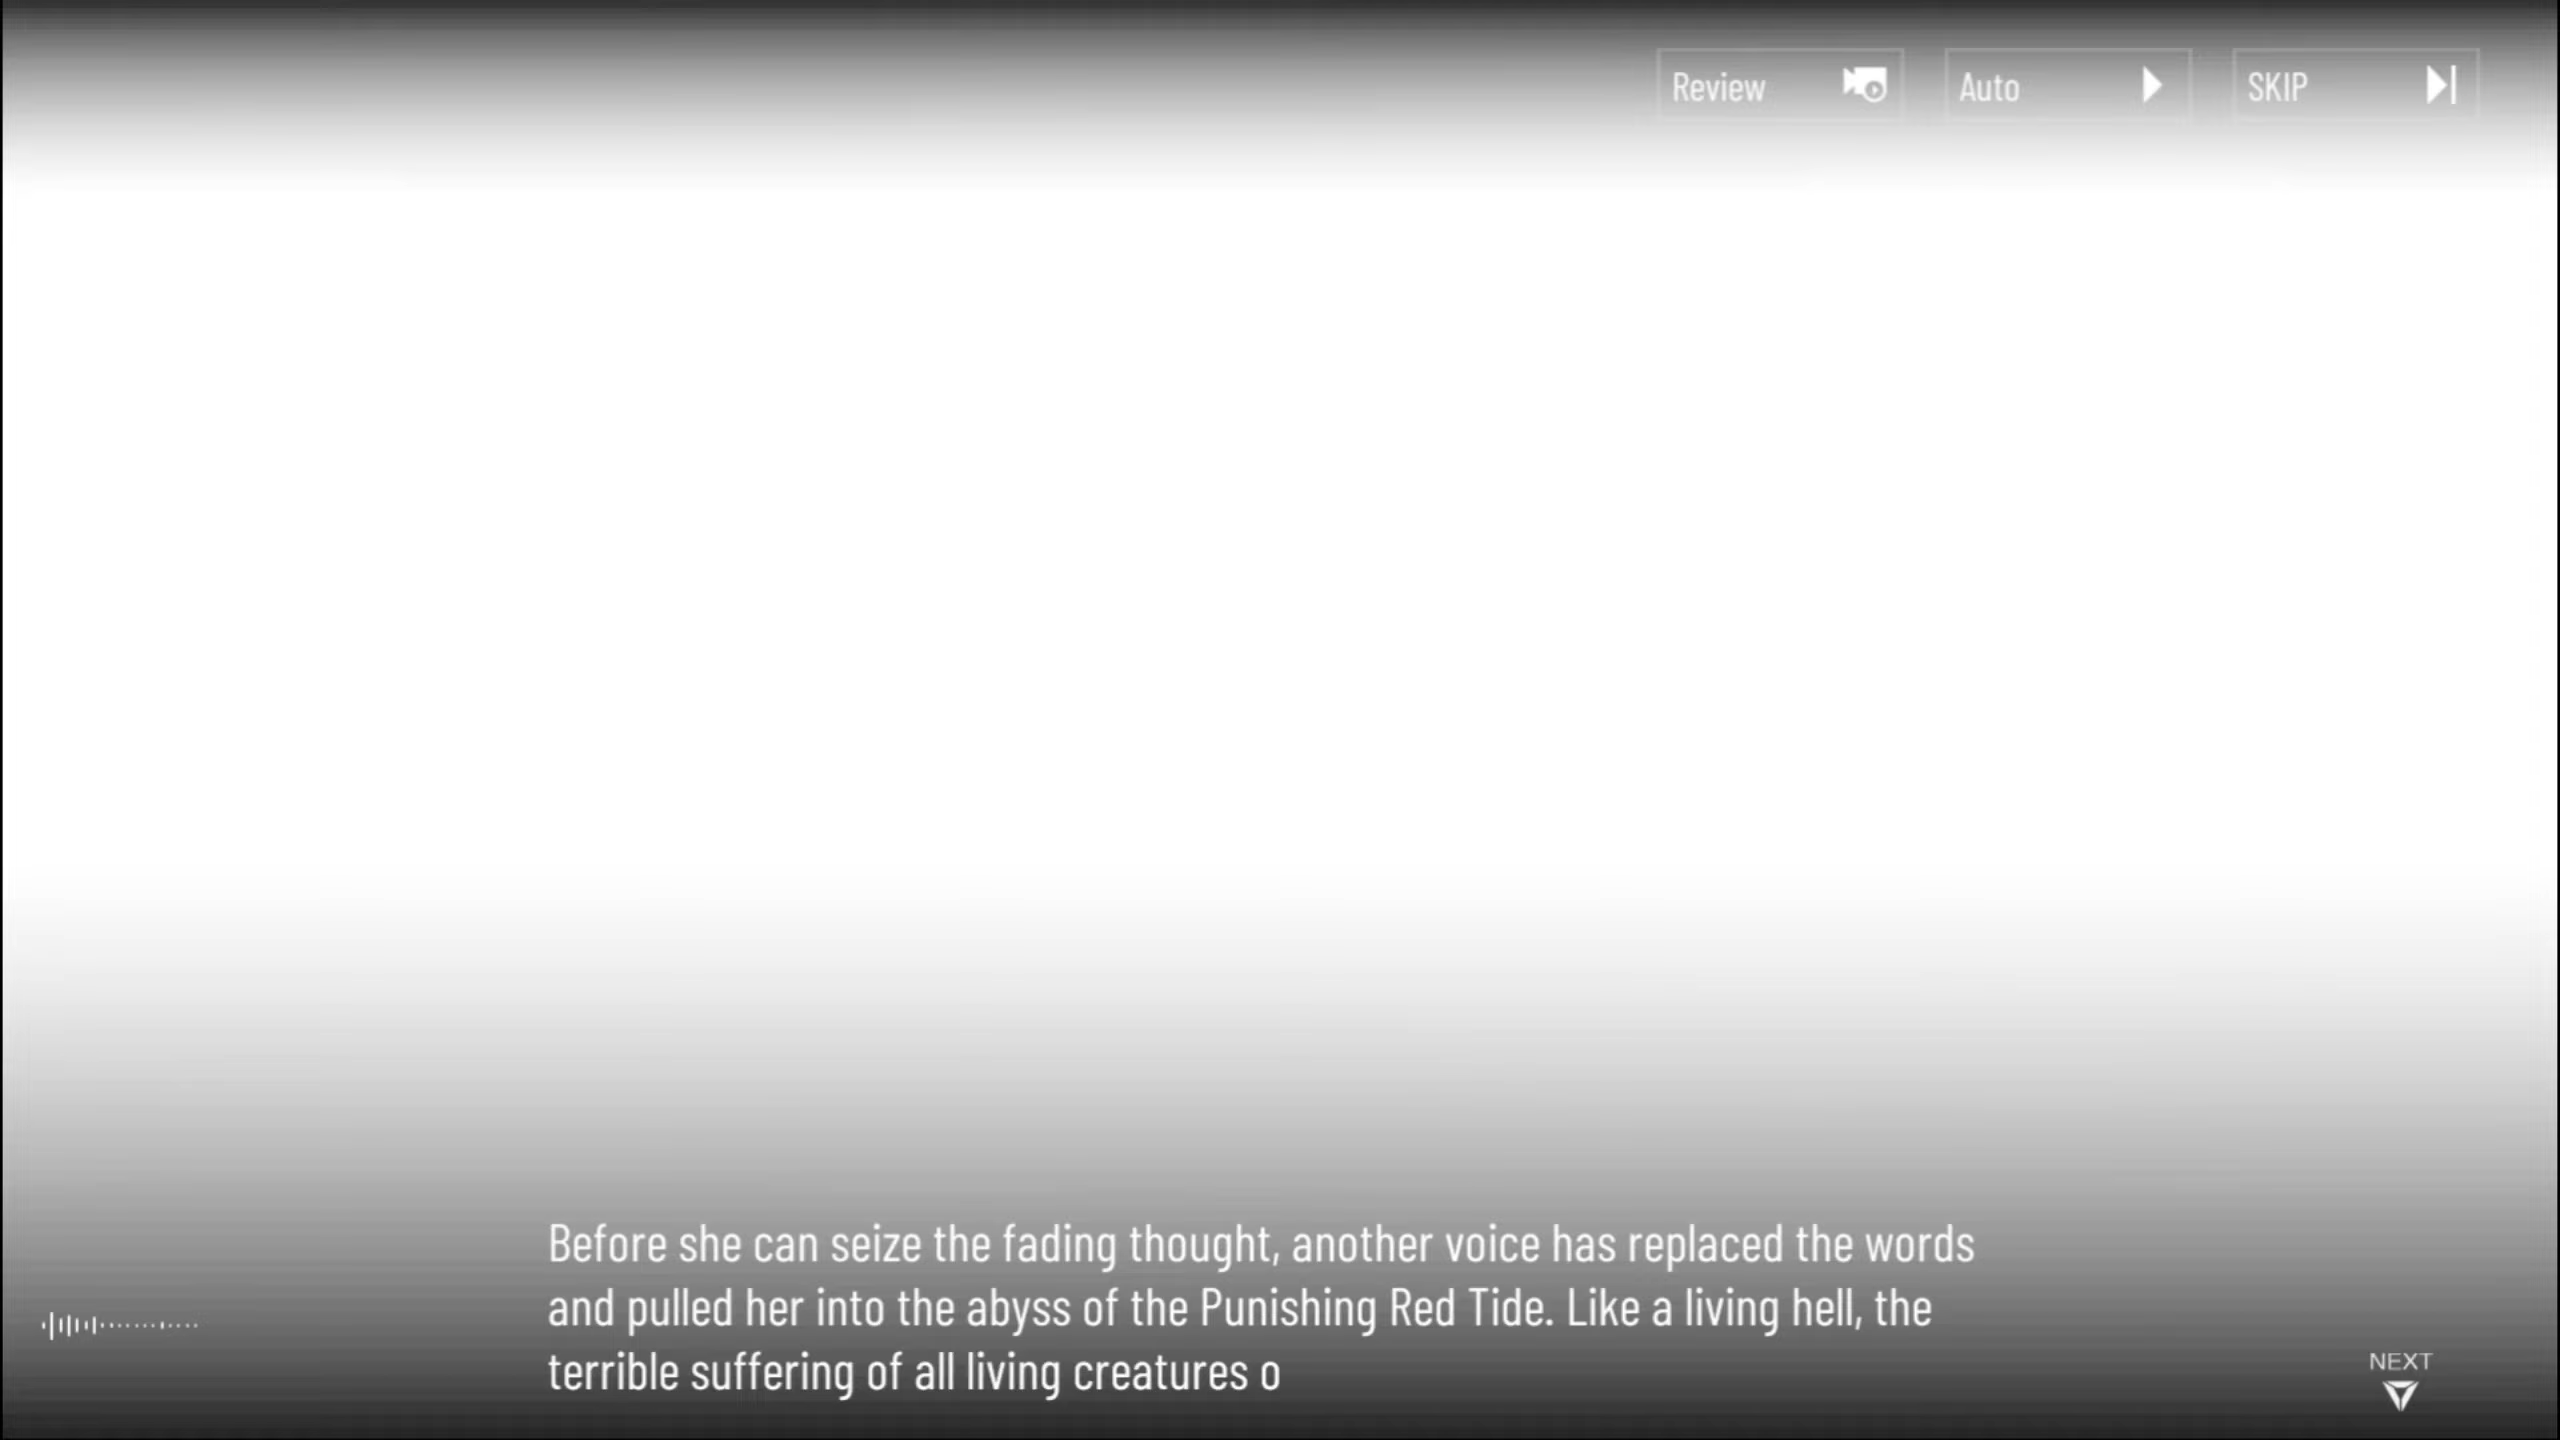 Review
Auto
SKIP
Before she can seize the fading thought, another voice has replaced the words
and pulled her into the abyss of the Punishing Red Tide. Like a living hell, the
terrible suffering of all living creatures o
NEXT